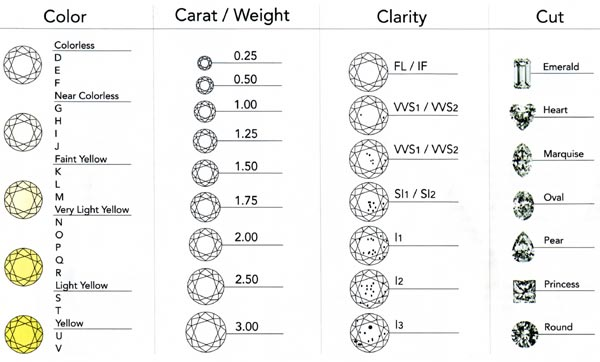 Color
Colorless
D
E
F
Near Colorless
G
H
I
J
Faint Yellow
K
L
M
Very Light Yellow
N
O
P
Q
R
Light Yellow
S
T
Yellow
U
V
Carat / Weight
0.25
0.50
1.00
1.25
1.50
1.75
2.00
2.50
3.00
Clarity
FL / IF
VVS1 / VVS2
VVS1 / VVS2
SI1 / SI2
I1
I2
I3
Cut
Emerald
Heart
Marquise
Oval
Pear
Princess
Round